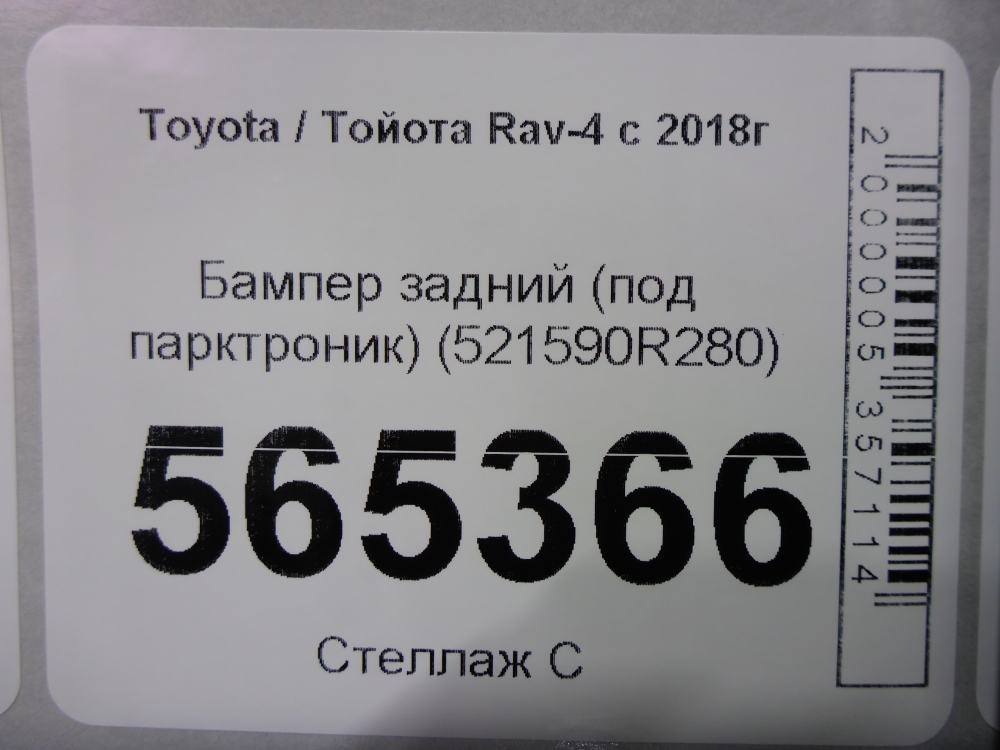 Toyota / Тойота Rav-4 с 2018г
Бампер задний (под
парктроник) (521590R280)
565366
Стеллаж С
2000005357114